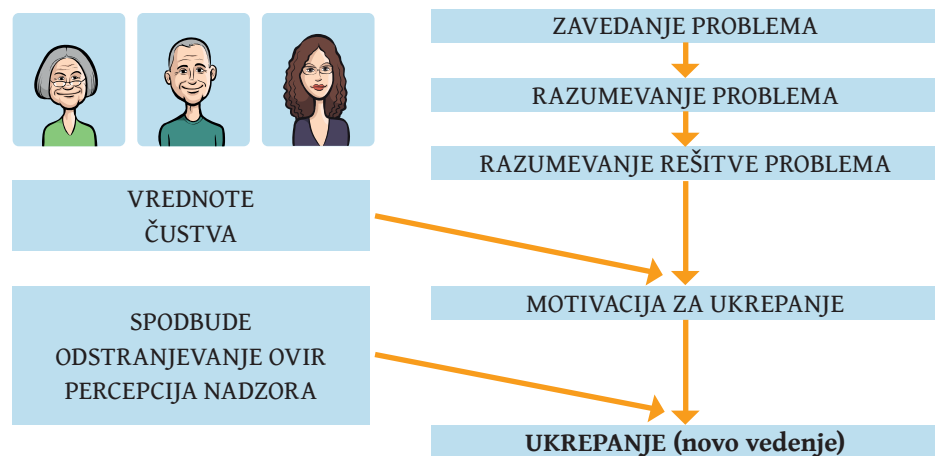 ZAVEDANJE PROBLEMA
RAZUMEVANJE PROBLEMA
RAZUMEVANJE REŠITVE PROBLEMA
VREDNOTE
ČUSTVA
MOTIVACIJA ZA UKREPANJE
SPODBUDE
ODSTRANJEVANJE OVIR
PERCEPCIJA NADZORA
UKREPANJE (novo vedenje)